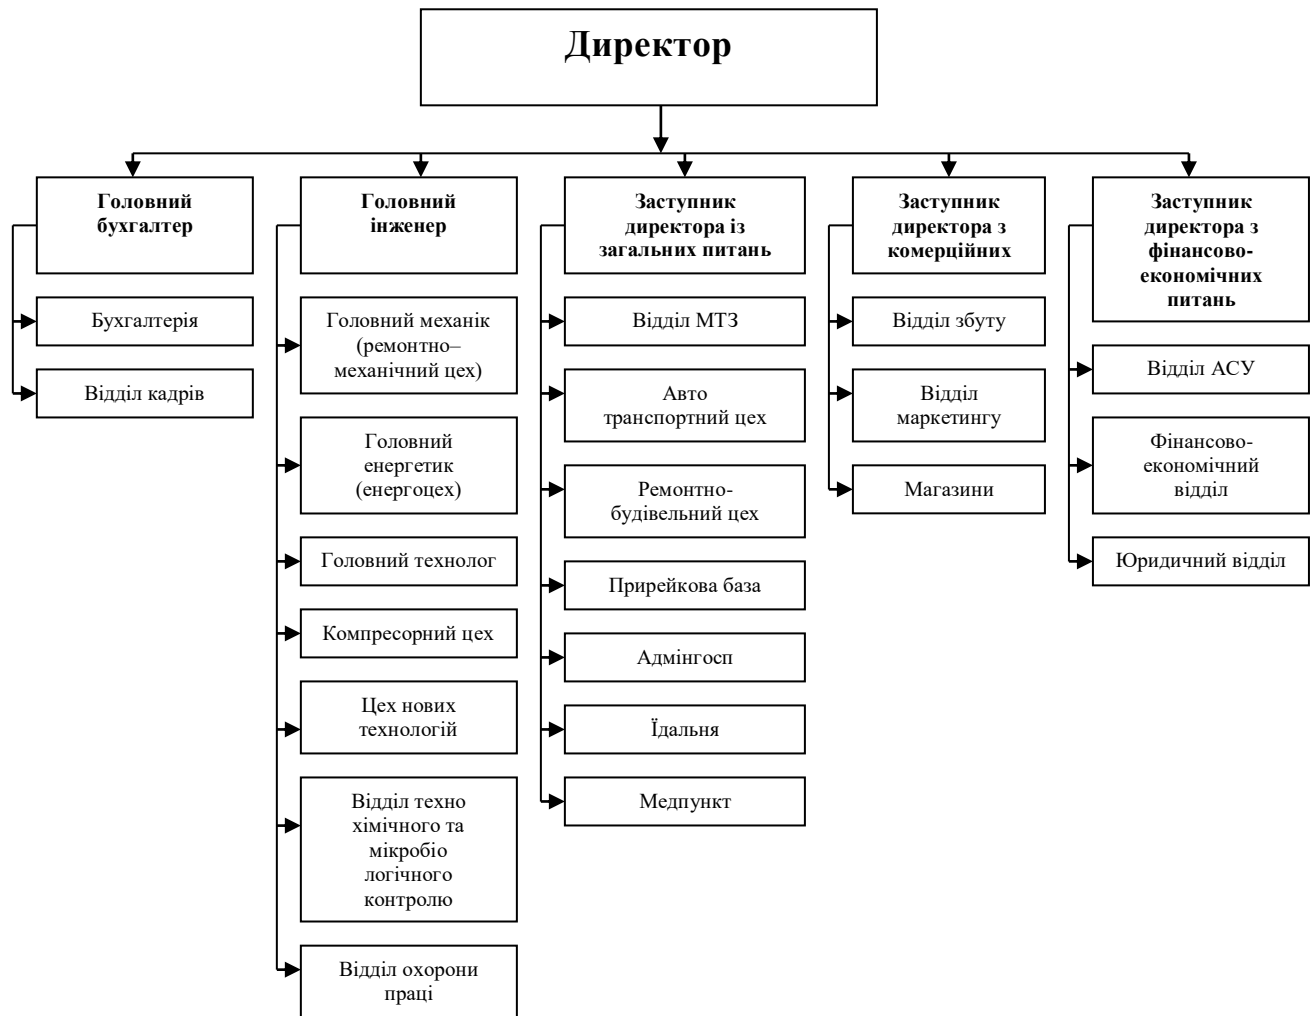 Директор
Головний
бухгалтер
Бухгалтерія
Відділ кадрів
Головний
інженер
Головний механік
(ремонтно–
механічний цех)
Головний
енергетик
(енергоцех)
Головний технолог
Компресорний цех
Цех нових
технологій
Відділ техно
хімічного та
мікробіо
логічного
контролю
Відділ охорони
праці
Заступник
директора із
загальних питань
Відділ МТЗ
Авто
транспортний цех
Ремонтно-
будівельний цех
Прирейкова база
Адмінгосп
Їдальня
Медпункт
Заступник
директора з
комерційних
Відділ збуту
Відділ
маркетингу
Магазини
Заступник
директора з
фінансово-
економічних
питань
Відділ АСУ
Фінансово-
економічний
відділ
Юридичний відділ